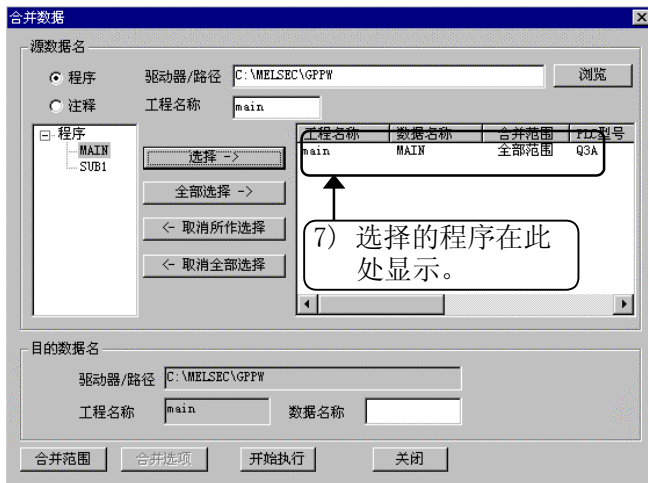 合并数据
源数据名
程序 驱动器/路径 C:\MELSEC\GPPW 浏览
注释 工程名称 main
程序 工程名称 数据名称 合并范围 PLC型号
MAIN 选择 -> main MAIN 全部范围 Q3A
SUB1
全部选择 ->
<- 取消所作选择
<- 取消全部选择
7) 选择的程序在此
处显示。
目的数据名
驱动器/路径 C:\MELSEC\GPPW
工程名称 main 数据名称
合并范围 合并选项 开始执行 关闭